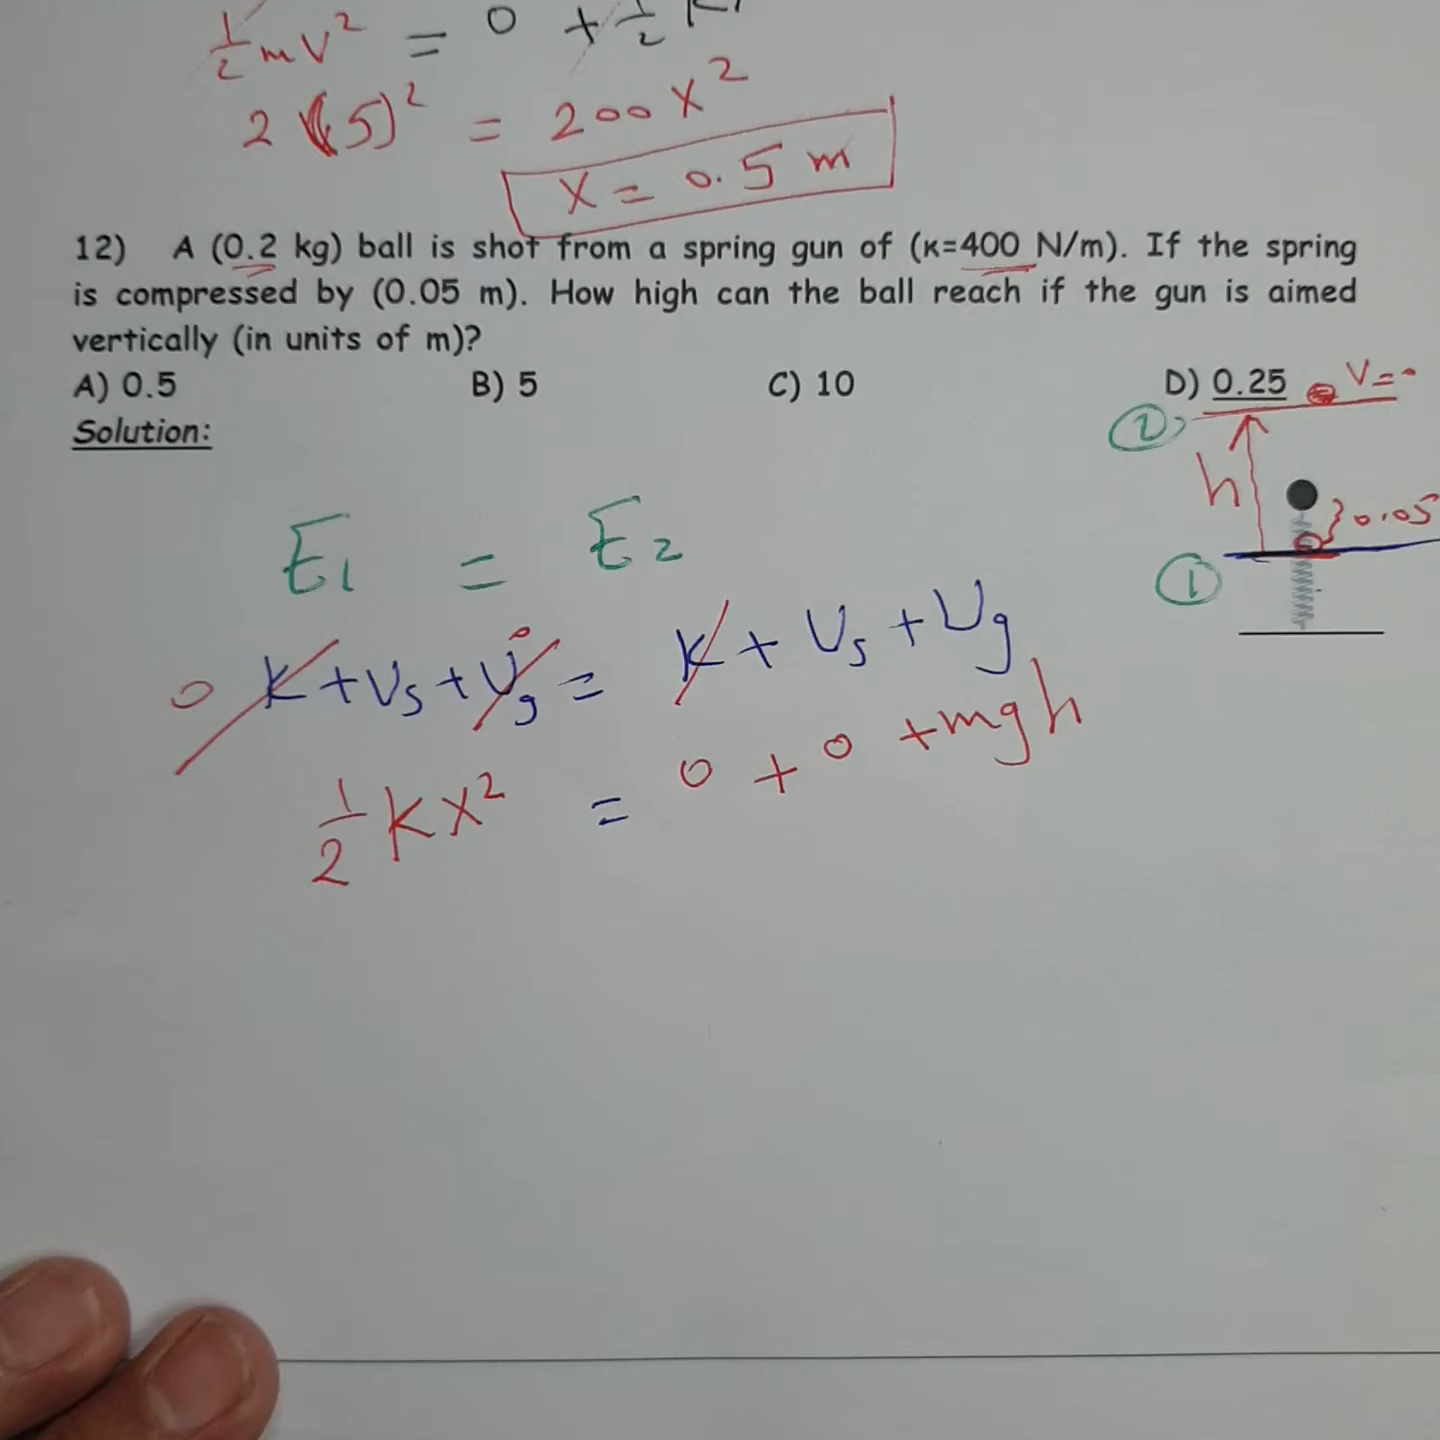 1/2 mv² = 0 + 1/2
2 (5)² = 200 X²
X = 0.5 m
12) A (0.2 kg) ball is shot from a spring gun of (K=400 N/m). If the spring
is compressed by (0.05 m). How high can the ball reach if the gun is aimed
vertically (in units of m)?
A) 0.5 B) 5 C) 10 D) 0.25
V=
Solution:
2
h
0.05
1
E1 = E2
0 K + Us + Ug 0 = K + Us + Ug
1/2 K X² = 0 + 0 + mgh